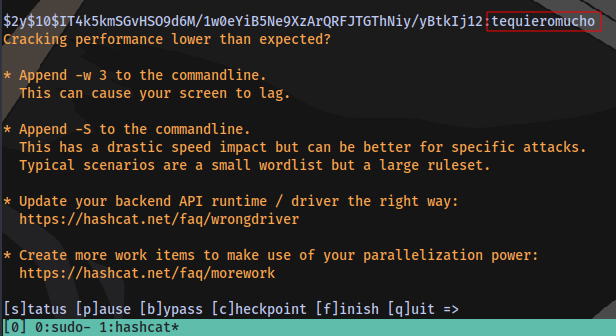 $2y$10$IT4k5kmSGvHSO9d6M/1w0eYiB5Ne9XzArQRFJTGThNiy/yBtkIj12:tequieromucho
Cracking performance lower than expected?
* Append -w 3 to the commandline.
This can cause your screen to lag.
* Append -S to the commandline.
This has a drastic speed impact but can be better for specific attacks.
Typical scenarios are a small wordlist but a large ruleset.
* Update your backend API runtime / driver the right way:
https://hashcat.net/faq/wrongdriver
* Create more work items to make use of your parallelization power:
https://hashcat.net/faq/morework
[s]tatus [p]ause [b]ypass [c]heckpoint [f]inish [q]uit =>
[0] 0:sudo- 1:hashcat*